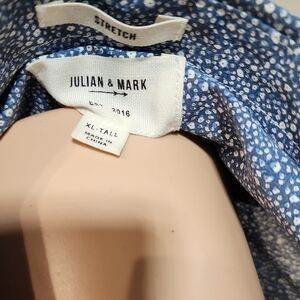 STRETCH
JULIAN & MARK
EST 2016
XL-TALL
MADE IN
CHINA